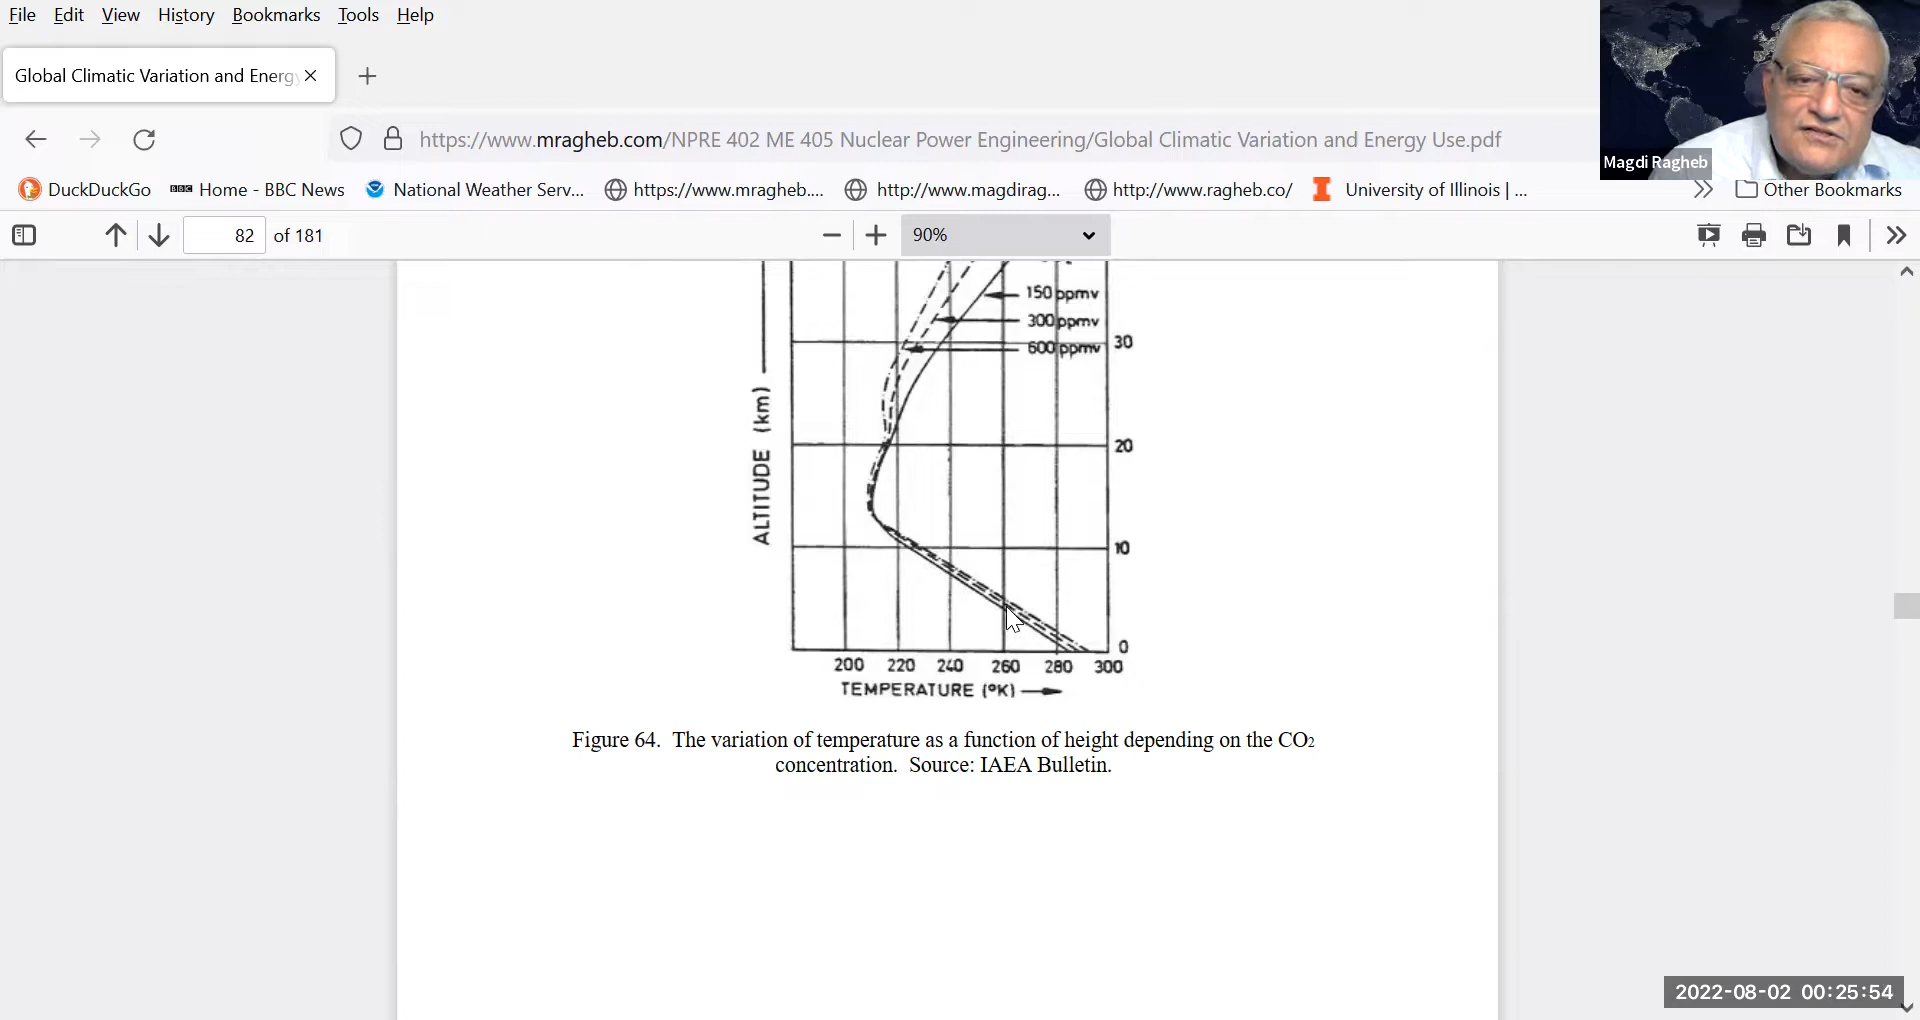 File Edit View History Bookmarks Tools Help
Global Climatic Variation and Energy
https://www.mragheb.com/NPRE 402 ME 405 Nuclear Power Engineering/Global Climatic Variation and Energy Use.pdf
Magdi Ragheb
DuckDuckGo BBC Home - BBC News National Weather Serv... https://www.mragheb.... http://www.magdirag... http://www.ragheb.co/ University of Illinois | ... Other Bookmarks
82 of 181 90%
150 ppmv
300 ppmv
30
600 ppmv
ALTITUDE (km)
20
10
0
200 220 240 260 280 300
TEMPERATURE (°K)
Figure 64. The variation of temperature as a function of height depending on the CO2
concentration. Source: IAEA Bulletin.
2022-08-02 00:25:54